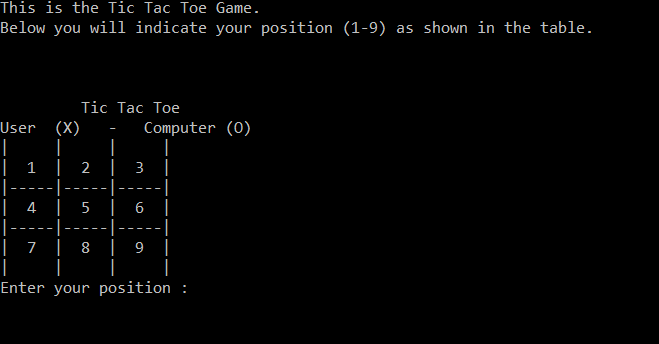 This is the Tic Tac Toe Game.
Below you will indicate your position (1-9) as shown in the table.
Tic Tac Toe
User  (X)   -   Computer (O)
|     |     |     |
|  1  |  2  |  3  |
|-----|-----|-----|
|  4  |  5  |  6  |
|-----|-----|-----|
|  7  |  8  |  9  |
|     |     |     |
Enter your position :